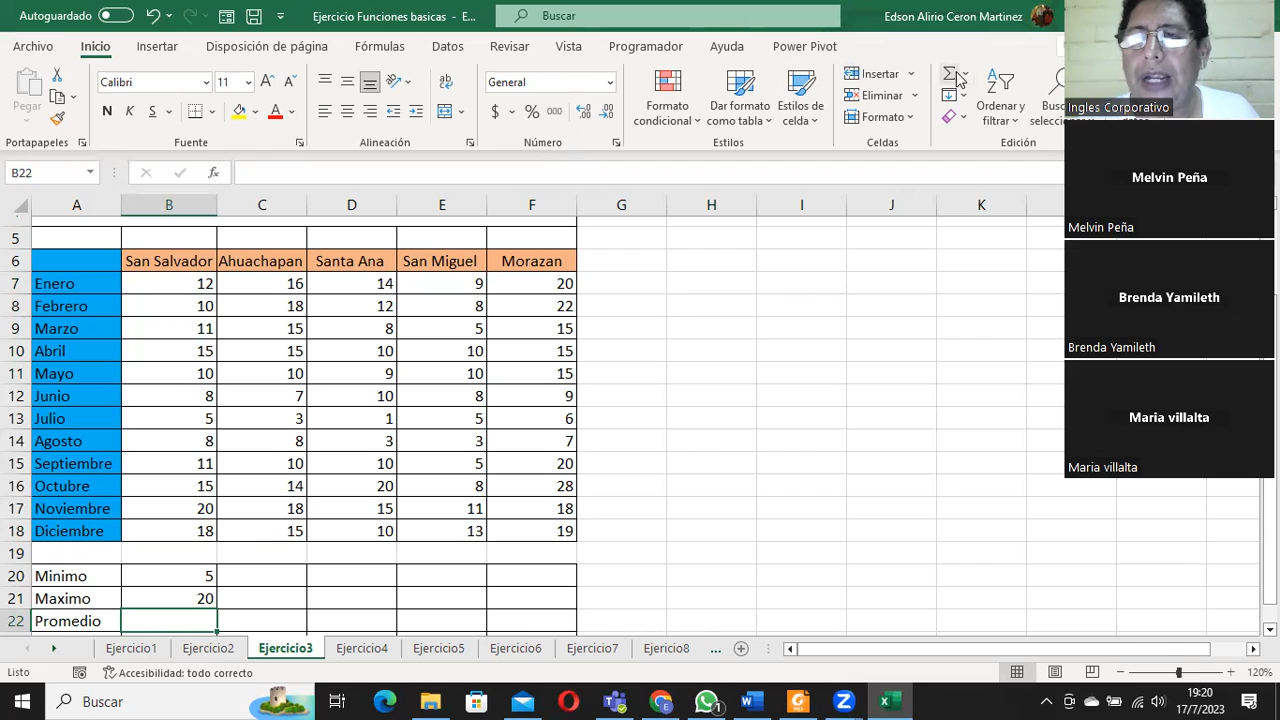 Autoguardado
Ejercicio Funciones basicas - E...
Buscar
Edson Alirio Ceron Martinez
Archivo
Inicio
Insertar
Disposición de página
Fórmulas
Datos
Revisar
Vista
Programador
Ayuda
Power Pivot
Pegar
Calibri
11
General
N K S
$ % 000
Formato condicional
Dar formato como tabla
Estilos de celda
Insertar
Eliminar
Formato
Ordenar y filtrar
Portapapeles
Fuente
Alineación
Número
Estilos
Celdas
Edición
B22
fx
A B C D E F G H I J K
5
6 San Salvador Ahuachapan Santa Ana San Miguel Morazan
7 Enero 12 16 14 9 20
8 Febrero 10 18 12 8 22
9 Marzo 11 15 8 5 15
10 Abril 15 15 10 10 15
11 Mayo 10 10 9 10 15
12 Junio 8 7 10 8 9
13 Julio 5 3 1 5 6
14 Agosto 8 8 3 3 7
15 Septiembre 11 10 10 5 20
16 Octubre 15 14 20 8 28
17 Noviembre 20 18 15 11 18
18 Diciembre 18 15 10 13 19
19
20 Minimo 5
21 Maximo 20
22 Promedio
Ingles Corporativo
Melvin Peña
Melvin Peña
Brenda Yamileth
Brenda Yamileth
Maria villalta
Maria villalta
Ejercicio1 Ejercicio2 Ejercicio3 Ejercicio4 Ejercicio5 Ejercicio6 Ejercicio7 Ejercicio8 ...
Listo
Accesibilidad: todo correcto
120%
Buscar
19:20
17/7/2023